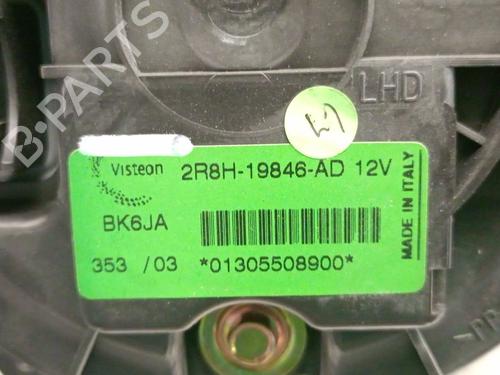 B-PARTS
LHD
Visteon
2R8H-19846-AD 12V
BK6JA
353 / 03
*01305508900*
MADE IN ITALY